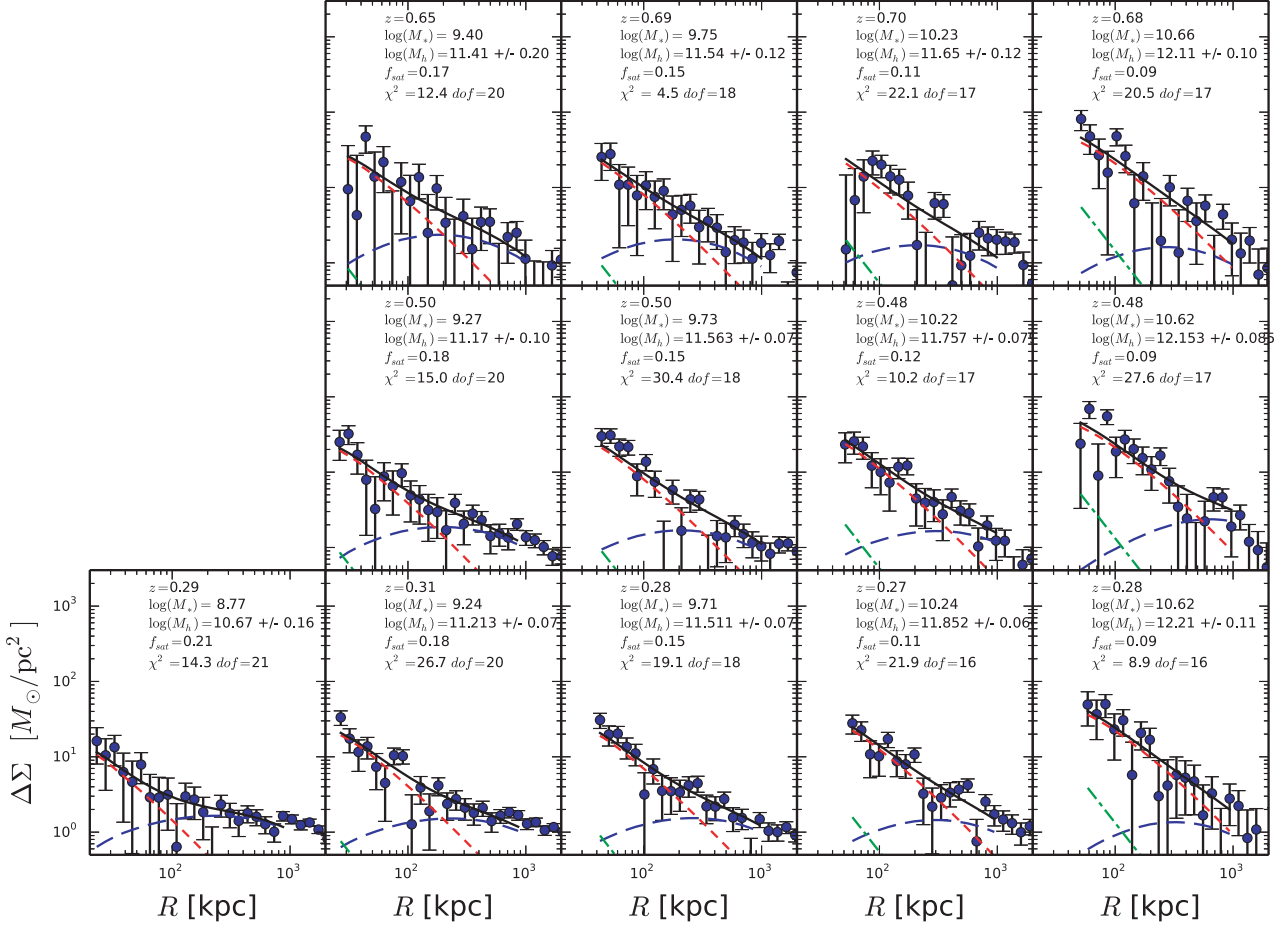 10²
10³
10²
10³
10²
10³
10²
10³
z=0.65
log(M*) = 9.40
log(Mh) =11.41 +/- 0.20
fsat=0.17
χ² =12.4 dof=20
z=0.69
log(M*) = 9.75
log(Mh) =11.54 +/- 0.12
fsat=0.15
χ² = 4.5 dof=18
z=0.70
log(M*) =10.23
log(Mh) =11.65 +/- 0.12
fsat=0.11
χ² =22.1 dof=17
z=0.68
log(M*) =10.66
log(Mh) =12.11 +/- 0.10
fsat=0.09
χ² =20.5 dof=17
z=0.50
log(M*) = 9.27
log(Mh) =11.17 +/- 0.10
fsat=0.18
χ² =15.0 dof=20
z=0.50
log(M*) = 9.73
log(Mh) =11.563 +/- 0.07
fsat=0.15
χ² =30.4 dof=18
z=0.48
log(M*) =10.22
log(Mh) =11.757 +/- 0.075
fsat=0.12
χ² =10.2 dof=17
z=0.48
log(M*) =10.62
log(Mh) =12.153 +/- 0.085
fsat=0.09
χ² =27.6 dof=17
z=0.29
log(M*) = 8.77
log(Mh) =10.67 +/- 0.16
fsat=0.21
χ² =14.3 dof=21
z=0.31
log(M*) = 9.24
log(Mh) =11.213 +/- 0.07
fsat=0.18
χ² =26.7 dof=20
z=0.28
log(M*) = 9.71
log(Mh) =11.511 +/- 0.07
fsat=0.15
χ² =19.1 dof=18
z=0.27
log(M*) =10.24
log(Mh) =11.852 +/- 0.06
fsat=0.11
χ² =21.9 dof=16
z=0.28
log(M*) =10.62
log(Mh) =12.21 +/- 0.11
fsat=0.09
χ² = 8.9 dof=16
ΔΣ [M⊙/pc²]
10³
10²
10¹
10⁰
10²
10³
10²
10³
10²
10³
10²
10³
10²
10³
R [kpc]
R [kpc]
R [kpc]
R [kpc]
R [kpc]